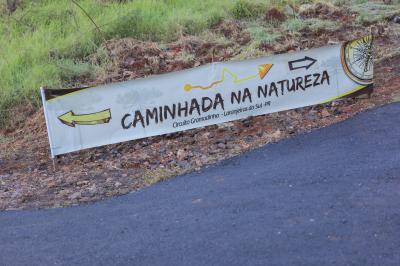 CAMINHADA NA NATUREZA
Circuito Gramadinho - Laranjeiras do Sul -PR